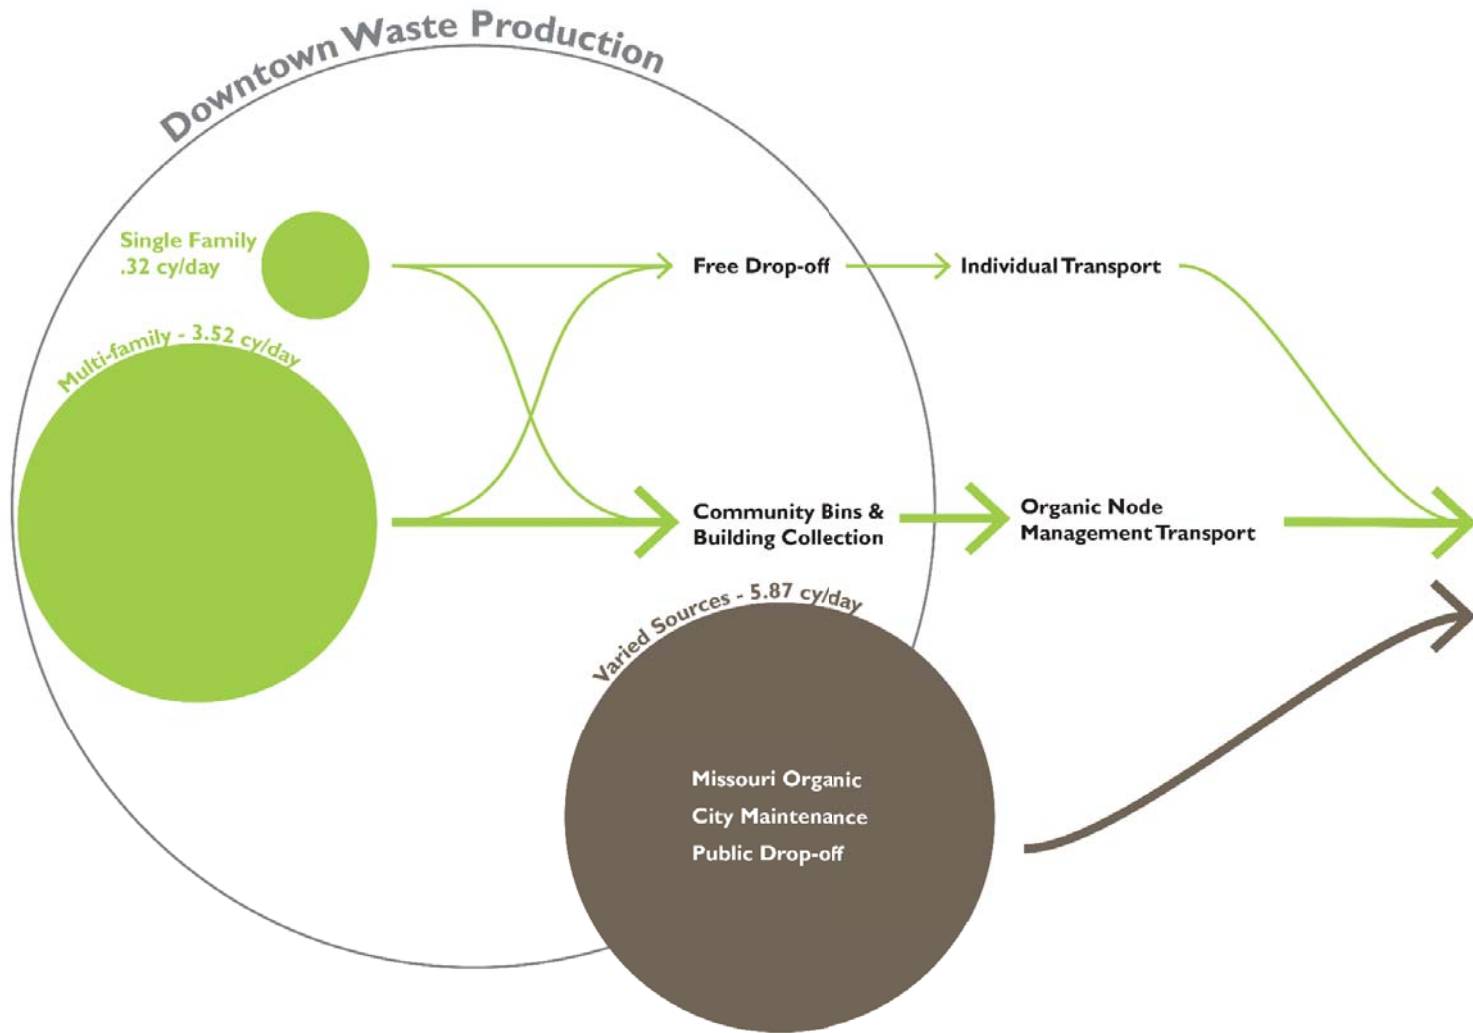 Downtown Waste Production
Single Family
.32 cy/day
Free Drop-off
Individual Transport
Multi-family - 3.52 cy/day
Community Bins &
Building Collection
Organic Node
Management Transport
Varied Sources - 5.87 cy/day
Missouri Organic
City Maintenance
Public Drop-off